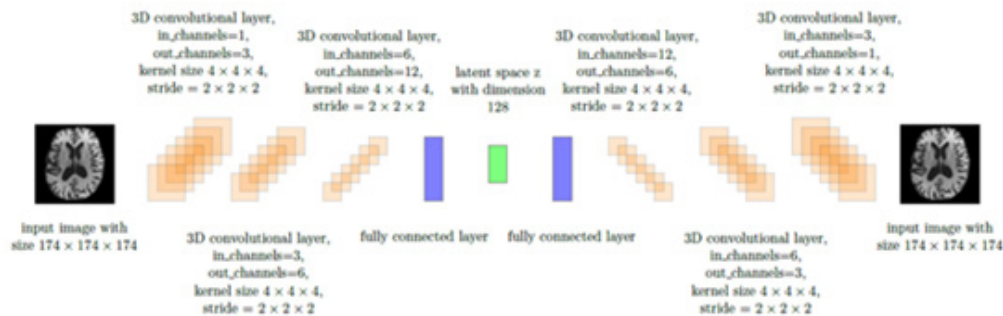 3D convolutional layer,
in_channels=1,
out_channels=3,
kernel size 4 × 4 × 4,
stride = 2 × 2 × 2
3D convolutional layer,
in_channels=6,
out_channels=12,
kernel size 4 × 4 × 4,
stride = 2 × 2 × 2
latent space z
with dimension
128
3D convolutional layer,
in_channels=12,
out_channels=6,
kernel size 4 × 4 × 4,
stride = 2 × 2 × 2
3D convolutional layer,
in_channels=3,
out_channels=1,
kernel size 4 × 4 × 4,
stride = 2 × 2 × 2
input image with
size 174 × 174 × 174
3D convolutional layer,
in_channels=3,
out_channels=6,
kernel size 4 × 4 × 4,
stride = 2 × 2 × 2
fully connected layer
fully connected layer
3D convolutional layer,
in_channels=6,
out_channels=3,
kernel size 4 × 4 × 4,
stride = 2 × 2 × 2
input image with
size 174 × 174 × 174